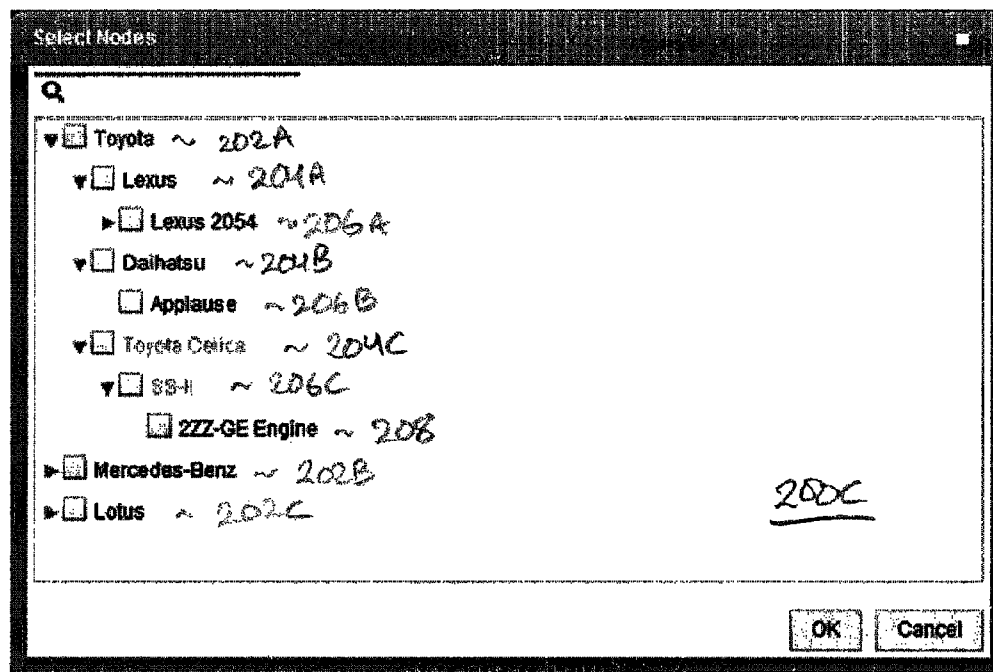 Select Nodes
Toyota ~ 202A
Lexus ~ 204A
Lexus 2054 ~ 206A
Daihatsu ~ 204B
Applause ~ 206B
Toyota Celica ~ 204C
SS-II ~ 206C
2ZZ-GE Engine ~ 208
Mercedes-Benz ~ 202B
Lotus ~ 202C
200C
OK Cancel